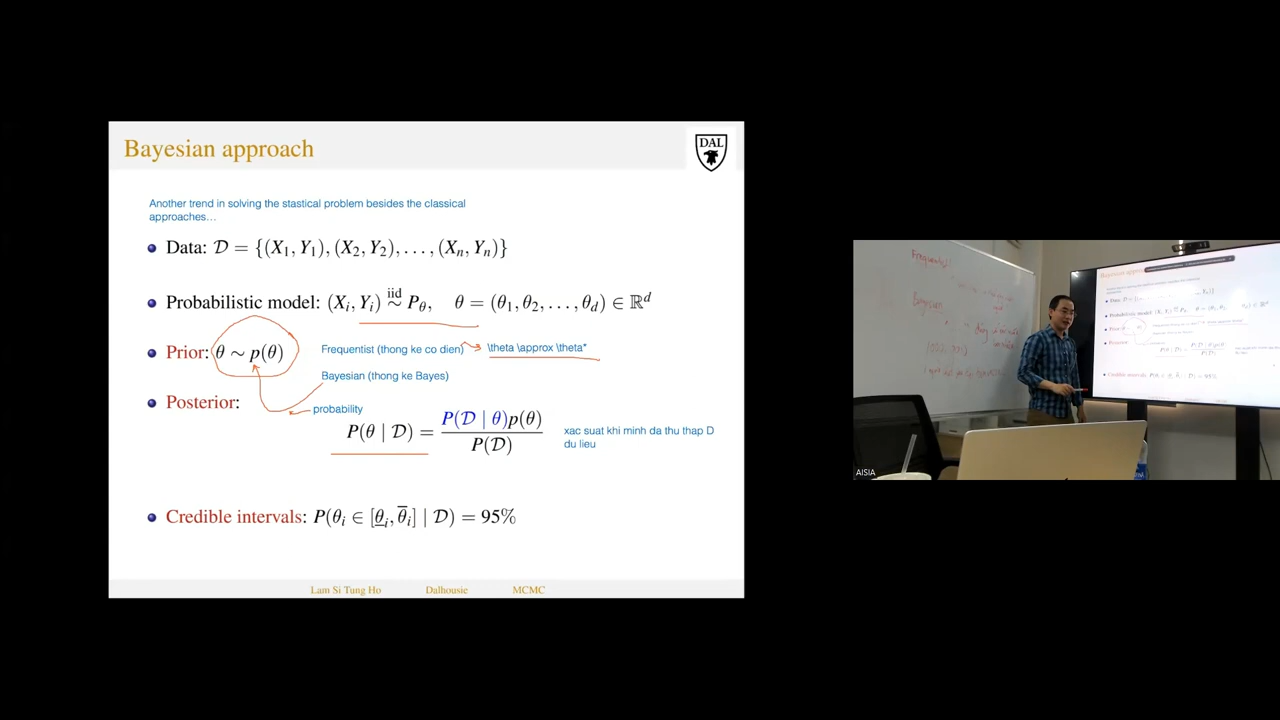 Bayesian approach
DAL
Another trend in solving the stastical problem besides the classical
approaches…
Data: 𝒟 = {(X₁, Y₁), (X₂, Y₂), . . . , (Xₙ, Yₙ)}
Probabilistic model: (Xᵢ, Yᵢ) iid ∼ P_θ, θ = (θ₁, θ₂, . . . , θ_d) ∈ ℝᵈ
Prior: θ ∼ p(θ)
Frequentist (thong ke co dien)
\theta \approx \theta*
Bayesian (thong ke Bayes)
Posterior:
probability
P(θ | 𝒟) = P(𝒟 | θ)p(θ) / P(𝒟)
xac suat khi minh da thu thap D
du lieu
Credible intervals: P(θᵢ ∈ [θ̲ᵢ, θ̅ᵢ] | 𝒟) = 95%
Lam Si Tung Ho Dalhousie MCMC
Frequentist
Bayesian
AISIA